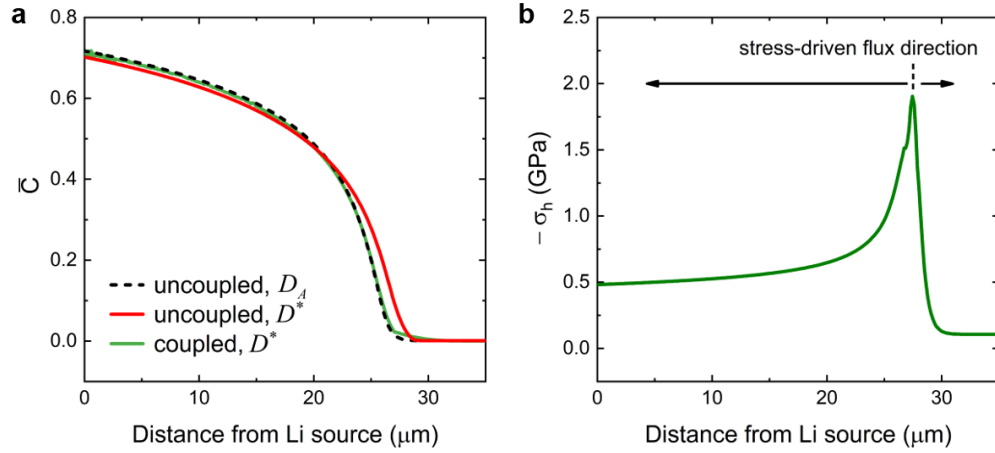 a
0.8
0.6
0.4
0.2
0.0
C̅
uncoupled, D_A
uncoupled, D*
coupled, D*
0
10
20
30
Distance from Li source (μm)
b
2.5
2.0
1.5
1.0
0.5
0.0
− σ_h (GPa)
stress-driven flux direction
0
10
20
30
Distance from Li source (μm)